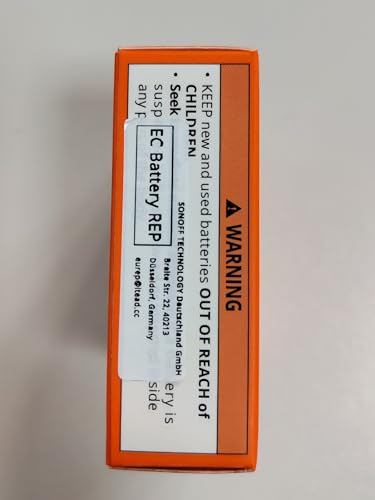 ⚠ WARNING
• KEEP new and used batteries OUT OF REACH of
CHILDREN
• Seek
susp
ery is
any
side
EC Battery REP
SONOFF TECHNOLOGY Deutschland GmbH
Breite Str. 22, 40213
Düsseldorf, Germany
eurep@itead.cc